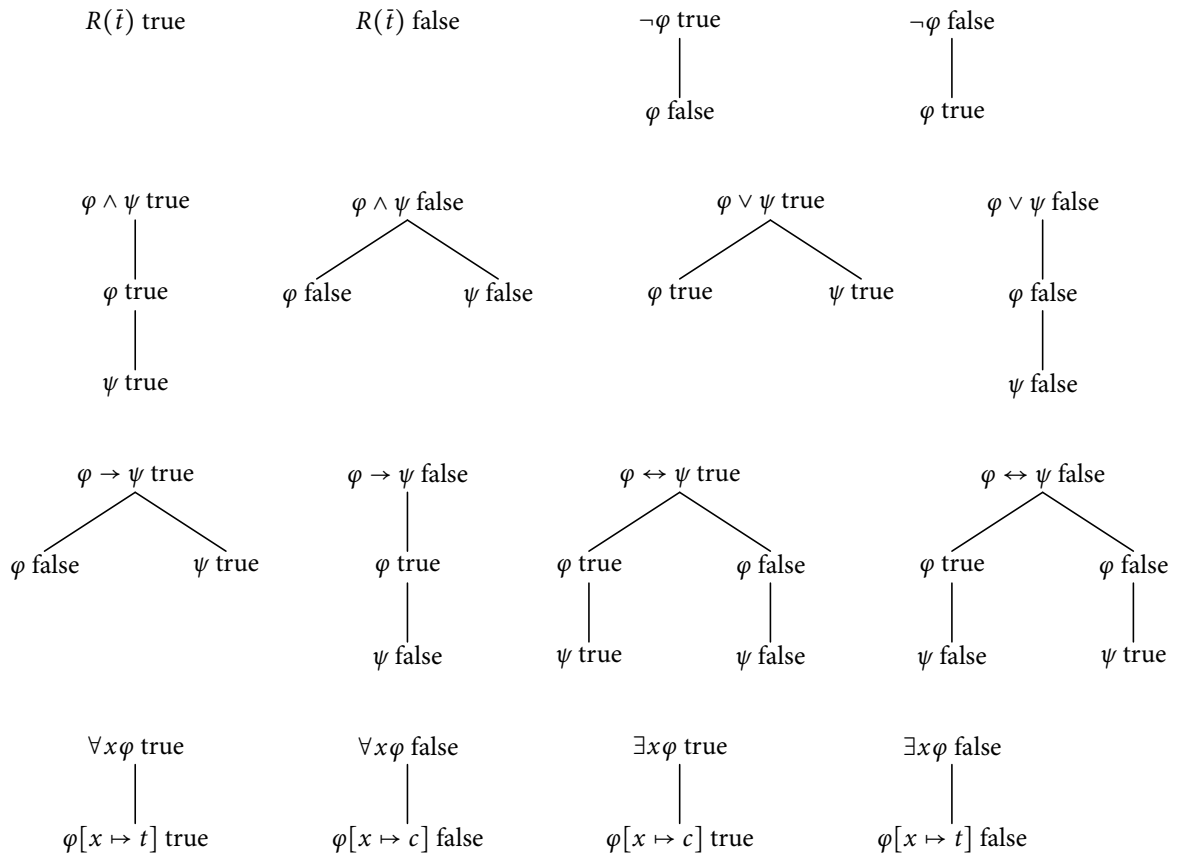 R(t̄) true R(t̄) false ¬φ true ¬φ false
φ false φ true
φ ∧ ψ true φ ∧ ψ false φ ∨ ψ true φ ∨ ψ false
φ true φ false ψ false φ true ψ true φ false
ψ true ψ false
φ → ψ true φ → ψ false φ ↔ ψ true φ ↔ ψ false
φ false ψ true φ true φ true φ false φ true φ false
ψ false ψ true ψ false ψ false ψ true
∀xφ true ∀xφ false ∃xφ true ∃xφ false
φ[x ↦ t] true φ[x ↦ c] false φ[x ↦ c] true φ[x ↦ t] false